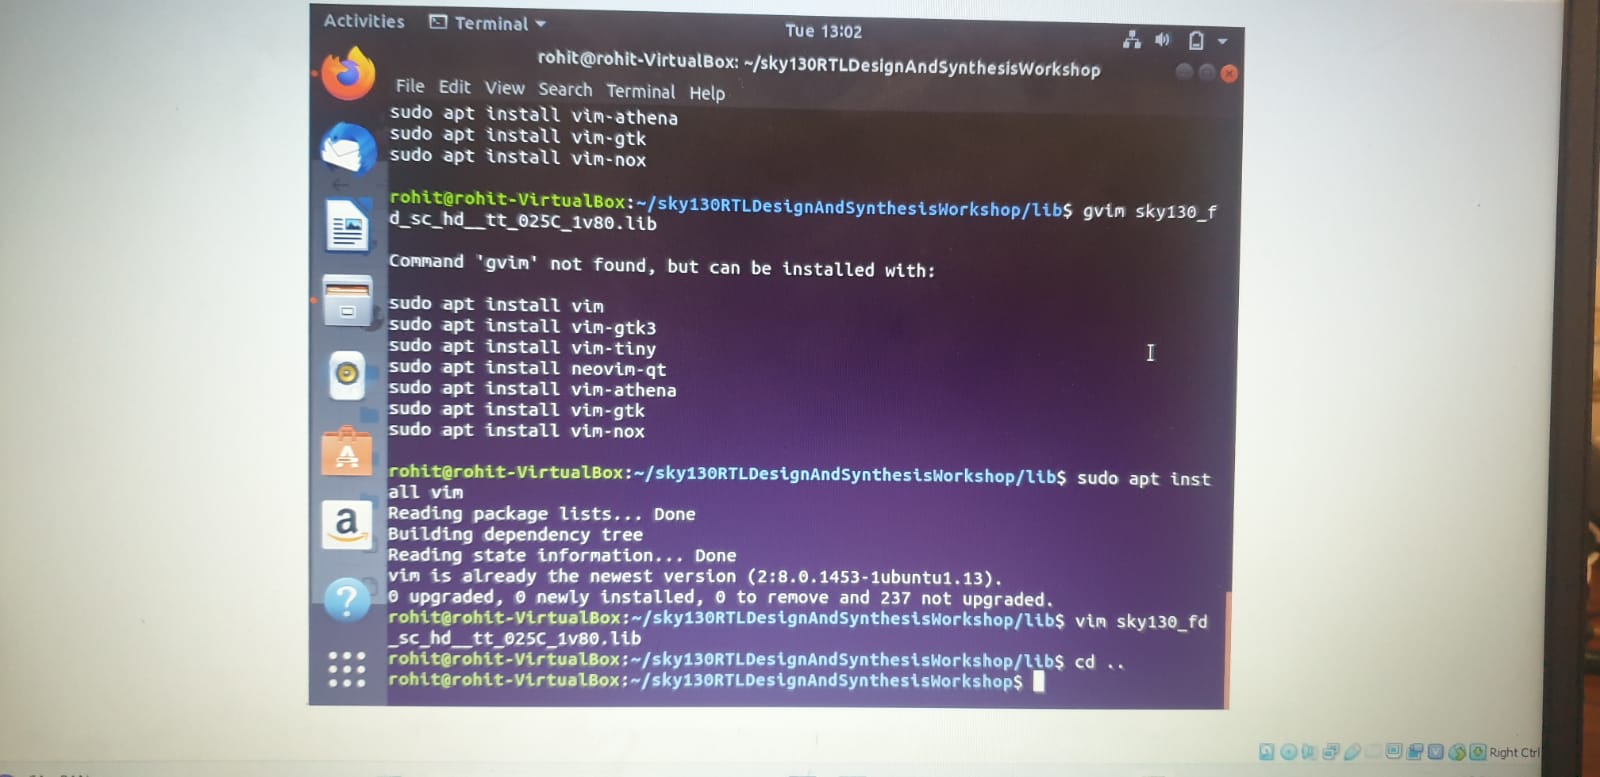 Activities
Terminal
Tue 13:02
rohit@rohit-VirtualBox: ~/sky130RTLDesignAndSynthesisWorkshop
File Edit View Search Terminal Help
sudo apt install vim-athena
sudo apt install vim-gtk
sudo apt install vim-nox
rohit@rohit-VirtualBox:~/sky130RTLDesignAndSynthesisWorkshop/lib$ gvim sky130_f
d_sc_hd__tt_025C_1v80.lib
Command 'gvim' not found, but can be installed with:
sudo apt install vim
sudo apt install vim-gtk3
sudo apt install vim-tiny
sudo apt install neovim-qt
sudo apt install vim-athena
sudo apt install vim-gtk
sudo apt install vim-nox
rohit@rohit-VirtualBox:~/sky130RTLDesignAndSynthesisWorkshop/lib$ sudo apt inst
all vim
Reading package lists... Done
Building dependency tree
Reading state information... Done
vim is already the newest version (2:8.0.1453-1ubuntu1.13).
0 upgraded, 0 newly installed, 0 to remove and 237 not upgraded.
rohit@rohit-VirtualBox:~/sky130RTLDesignAndSynthesisWorkshop/lib$ vim sky130_fd
_sc_hd__tt_025C_1v80.lib
rohit@rohit-VirtualBox:~/sky130RTLDesignAndSynthesisWorkshop/lib$ cd ..
rohit@rohit-VirtualBox:~/sky130RTLDesignAndSynthesisWorkshop$
Right Ctrl